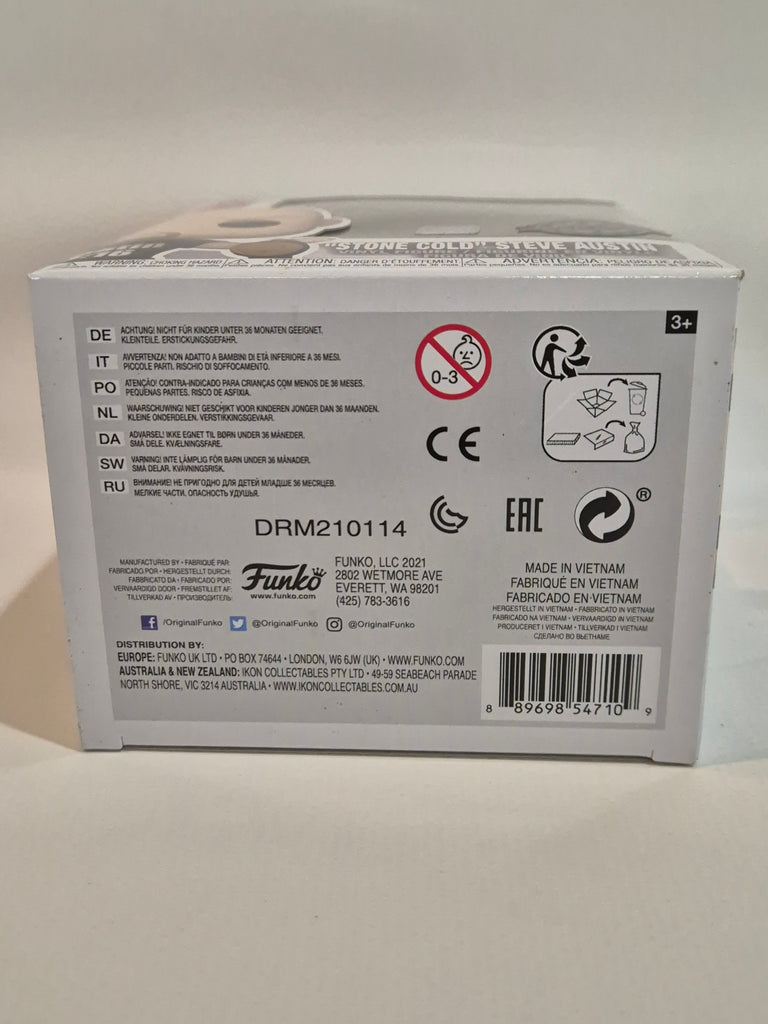 "STONE COLD" STEVE AUSTIN
WARNING: CHOKING HAZARD
ATTENTION: DANGER D'ÉTOUFFEMENT
ADVERTENCIA: PELIGRO DE ASFIXIA
3+
DE ACHTUNG! NICHT FÜR KINDER UNTER 36 MONATEN GEEIGNET.
KLEINTEILE. ERSTICKUNGSGEFAHR.
IT AVVERTENZA! NON ADATTO A BAMBINI DI ETÀ INFERIORE A 36 MESI.
PICCOLE PARTI. RISCHIO DI SOFFOCAMENTO.
PO ATENÇÃO! CONTRA-INDICADO PARA CRIANÇAS COM MENOS DE 36 MESES.
PEQUENAS PARTES. RISCO DE ASFIXIA.
NL WAARSCHUWING! NIET GESCHIKT VOOR KINDEREN JONGER DAN 36 MAANDEN.
KLEINE ONDERDELEN. VERSTIKKINGSGEVAAR.
DA ADVARSEL! IKKE EGNET TIL BØRN UNDER 36 MÅNEDER.
SMÅ DELE. KVÆLNINGSFARE.
SW VARNING! INTE LÄMPLIG FÖR BARN UNDER 36 MÅNADER.
SMÅ DELAR. KVÄVNINGSRISK.
RU ВНИМАНИЕ! НЕ ПРИГОДНО ДЛЯ ДЕТЕЙ МЛАДШЕ 36 МЕСЯЦЕВ.
МЕЛКИЕ ЧАСТИ. ОПАСНОСТЬ УДУШЬЯ.
0-3
CE
DRM210114
EAC
®
MANUFACTURED BY • FABRIQUÉ PAR:
FABRICADO POR • HERGESTELLT DURCH:
FABBRICATO DA • FABRICADO POR:
VERVAARDIGD DOOR • FREMSTILLET AF:
TILLVERKAD AV • ПРОИЗВОДИТЕЛЬ:
Funko
www.funko.com
FUNKO, LLC 2021
2802 WETMORE AVE
EVERETT, WA 98201
(425) 783-3616
MADE IN VIETNAM
FABRIQUÉ EN VIETNAM
FABRICADO EN VIETNAM
HERGESTELLT IN VIETNAM • FABBRICATO IN VIETNAM
FABRICADO NA VIETNAM • VERVAARDIGD IN VIETNAM
PRODUCERET I VIETNAM • TILLVERKAD I VIETNAM
СДЕЛАНО ВО ВЬЕТНАМЕ
/OriginalFunko @OriginalFunko @OriginalFunko
DISTRIBUTION BY:
EUROPE: FUNKO UK LTD • PO BOX 74644 • LONDON, W6 6JW (UK) • WWW.FUNKO.COM
AUSTRALIA & NEW ZEALAND: IKON COLLECTABLES PTY LTD • 49-59 SEABEACH PARADE
NORTH SHORE, VIC 3214 AUSTRALIA • WWW.IKONCOLLECTABLES.COM.AU
8 89698 54710 9